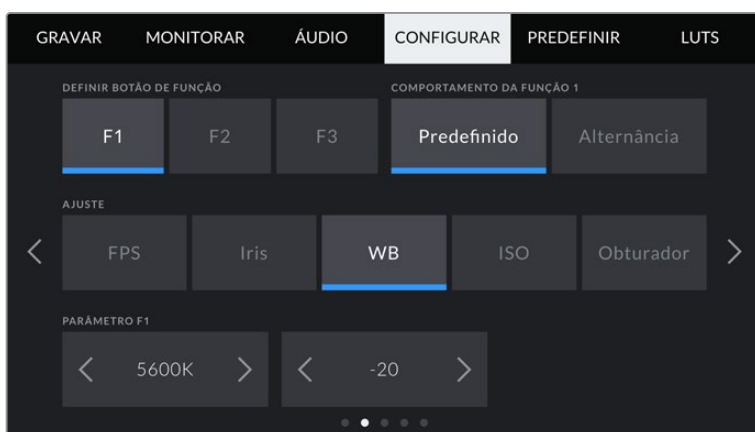 GRAVAR MONITORAR ÁUDIO CONFIGURAR PREDEFINIR LUTS
DEFINIR BOTÃO DE FUNÇÃO COMPORTAMENTO DA FUNÇÃO 1
F1 F2 F3 Predefinido Alternância
AJUSTE
FPS Iris WB ISO Obturador
PARÂMETRO F1
5600K -20